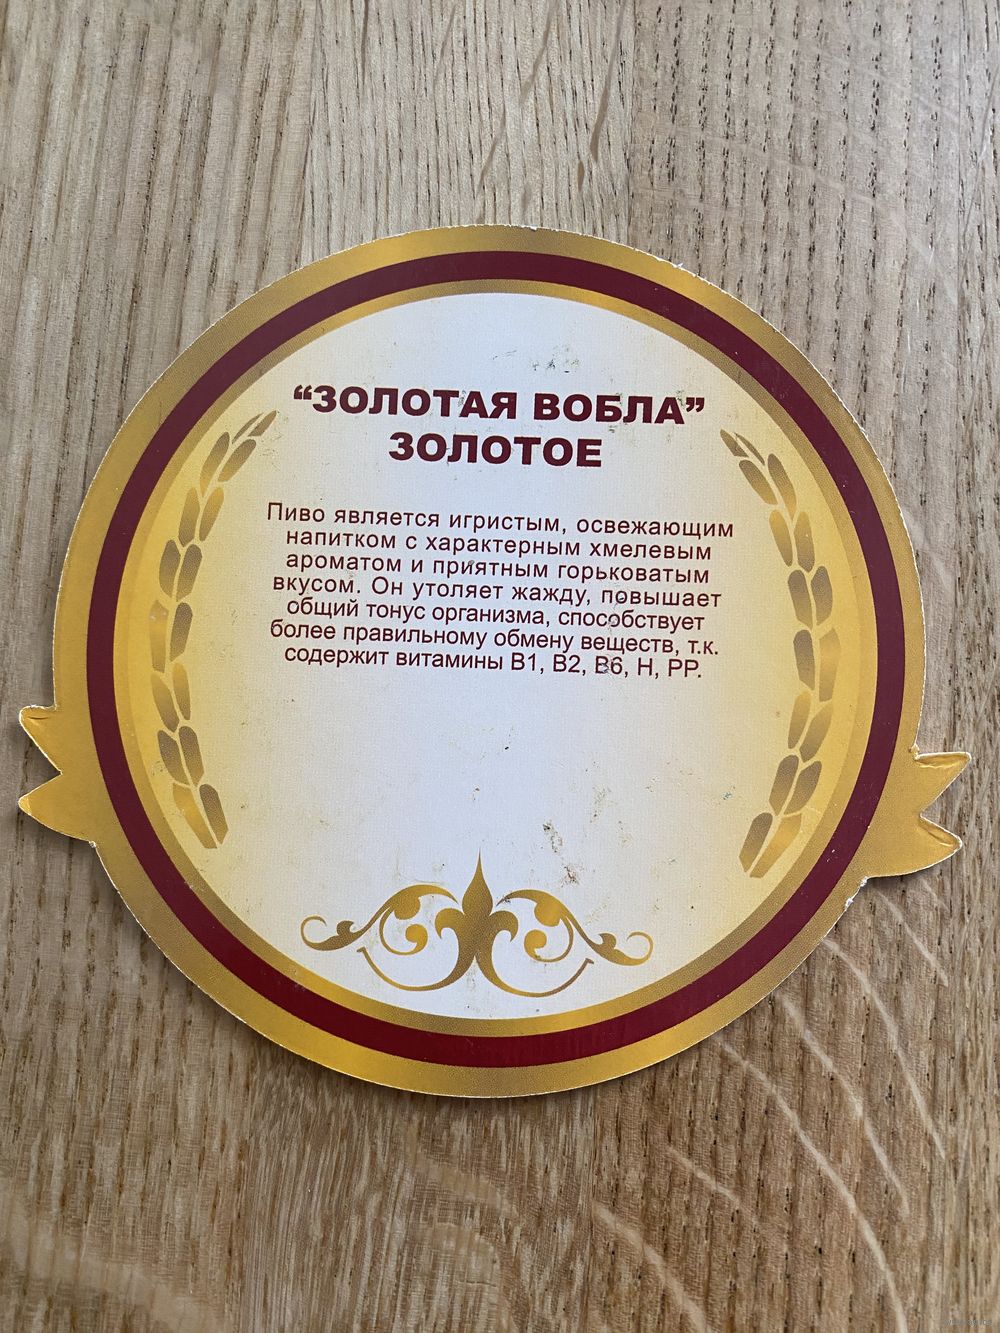 “ЗОЛОТАЯ ВОБЛА”
ЗОЛОТОЕ
Пиво является игристым, освежающим
напитком с характерным хмелевым
ароматом и приятным горьковатым
вкусом. Он утоляет жажду, повышает
общий тонус организма, способствует
более правильному обмену веществ, т.к.
содержит витамины В1, В2, В6, Н, РР.